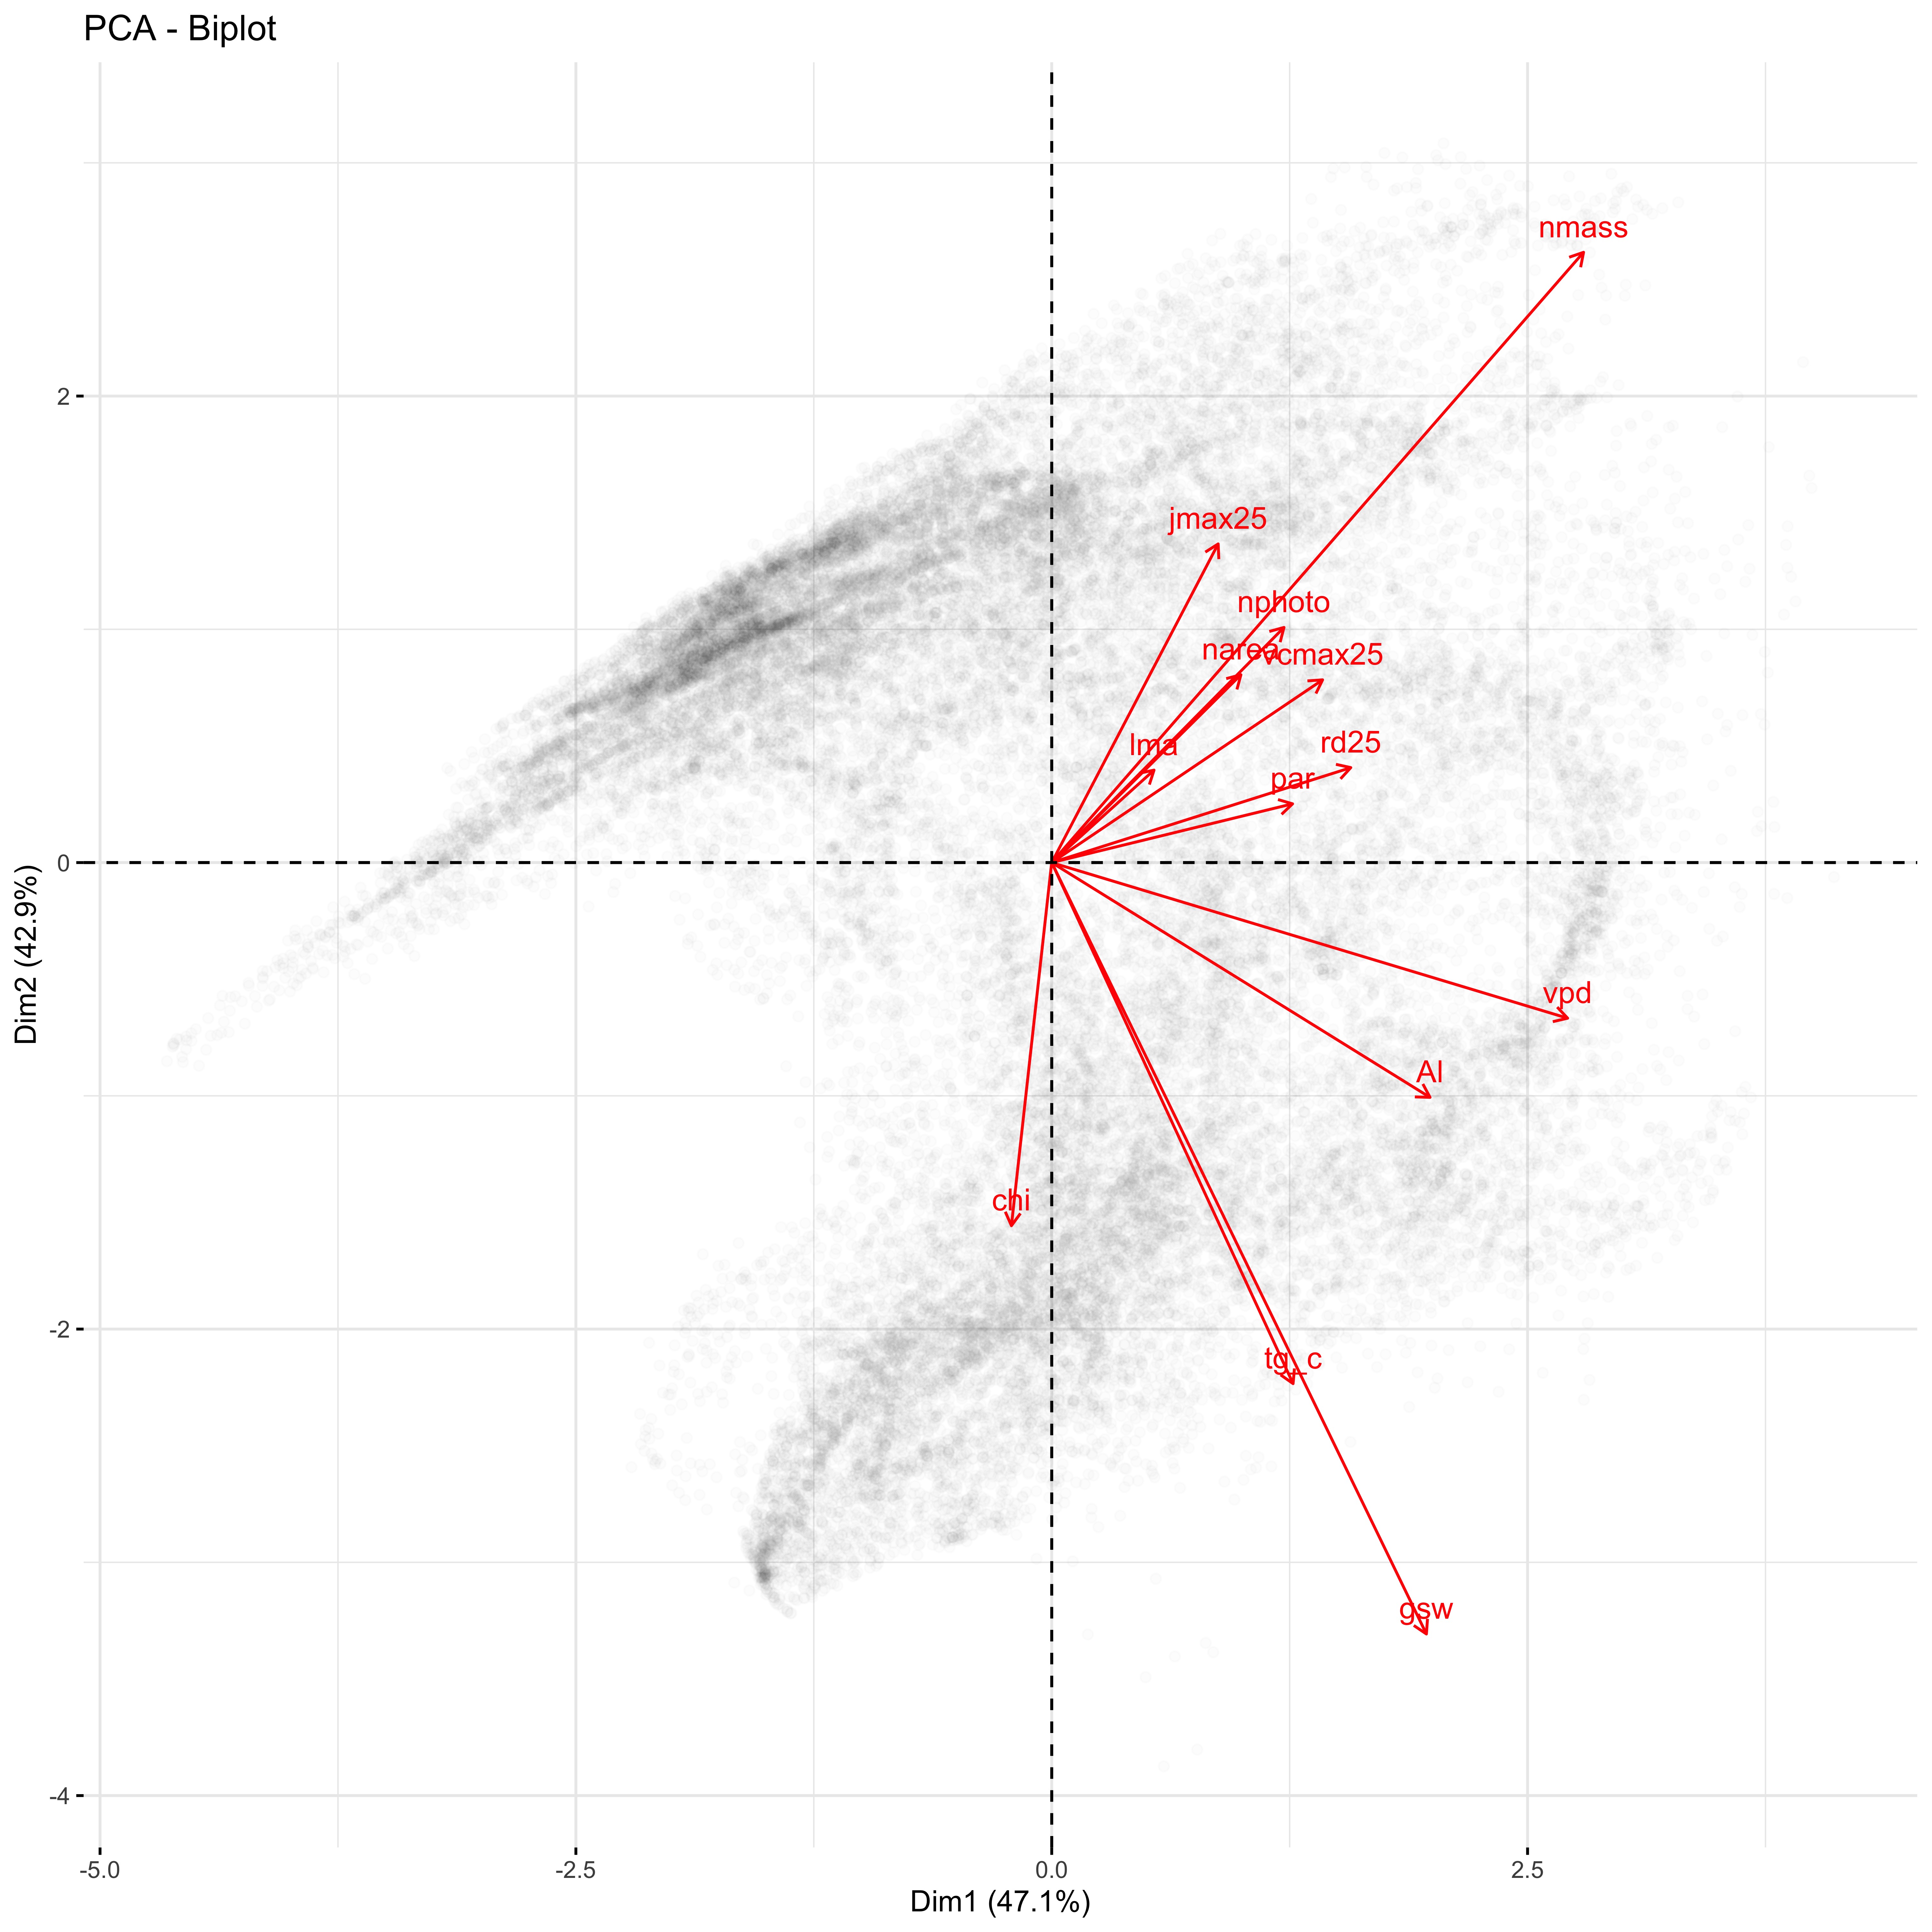 PCA - Biplot
nmass
2
jmax25
nphoto
narea
vcmax25
lma
rd25
par
0
Dim2 (42.9%)
vpd
AI
chi
-2
tg_c
gsw
-4
-5.0
-2.5
0.0
2.5
Dim1 (47.1%)